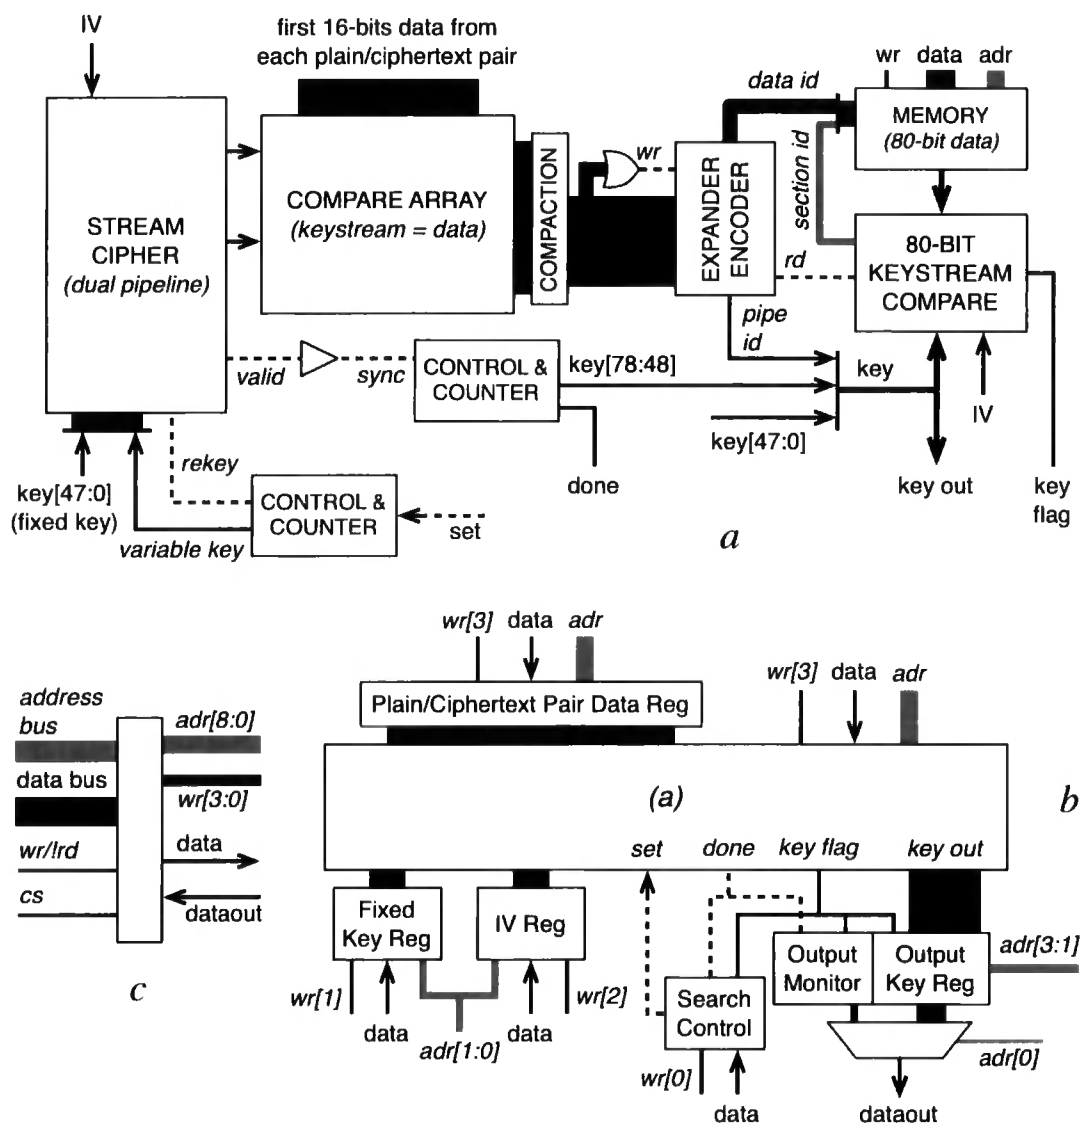 IV
first 16-bits data from
each plain/ciphertext pair
wr
data
adr
data id
MEMORY
(80-bit data)
section id
STREAM
CIPHER
(dual pipeline)
COMPARE ARRAY
(keystream = data)
COMPACTION
wr
EXPANDER
ENCODER
rd
80-BIT
KEYSTREAM
COMPARE
pipe
id
valid
sync
CONTROL &
COUNTER
key[78:48]
key
key[47:0]
IV
rekey
done
key out
key
flag
key[47:0]
(fixed key)
variable key
CONTROL &
COUNTER
set
a
wr[3]
data
adr
Plain/Ciphertext Pair Data Reg
wr[3]
data
adr
address
bus
adr[8:0]
data bus
wr[3:0]
wr/!rd
data
cs
dataout
c
(a)
b
set
done
key flag
key out
Fixed
Key Reg
IV Reg
wr[1]
data
adr[1:0]
data
wr[2]
Search
Control
Output
Monitor
Output
Key Reg
adr[3:1]
wr[0]
data
adr[0]
dataout